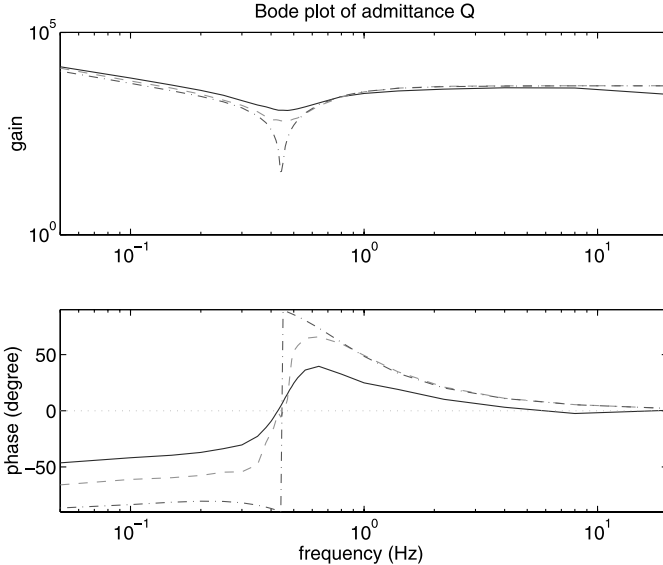 Bode plot of admittance Q
10^5
gain
10^0
10^-1
10^0
10^1
50
0
-50
phase (degree)
10^-1
10^0
10^1
frequency (Hz)